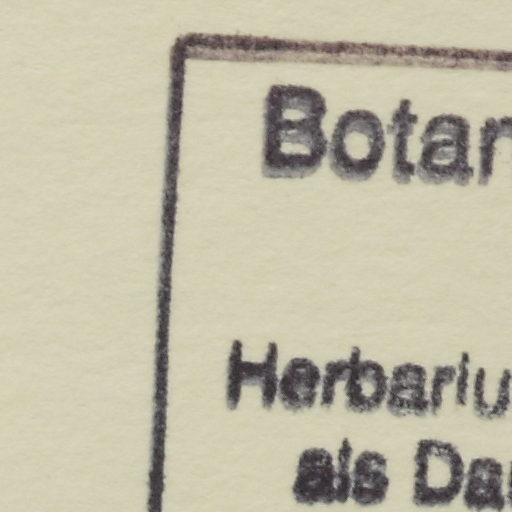 Botan
Herbariu
als Da